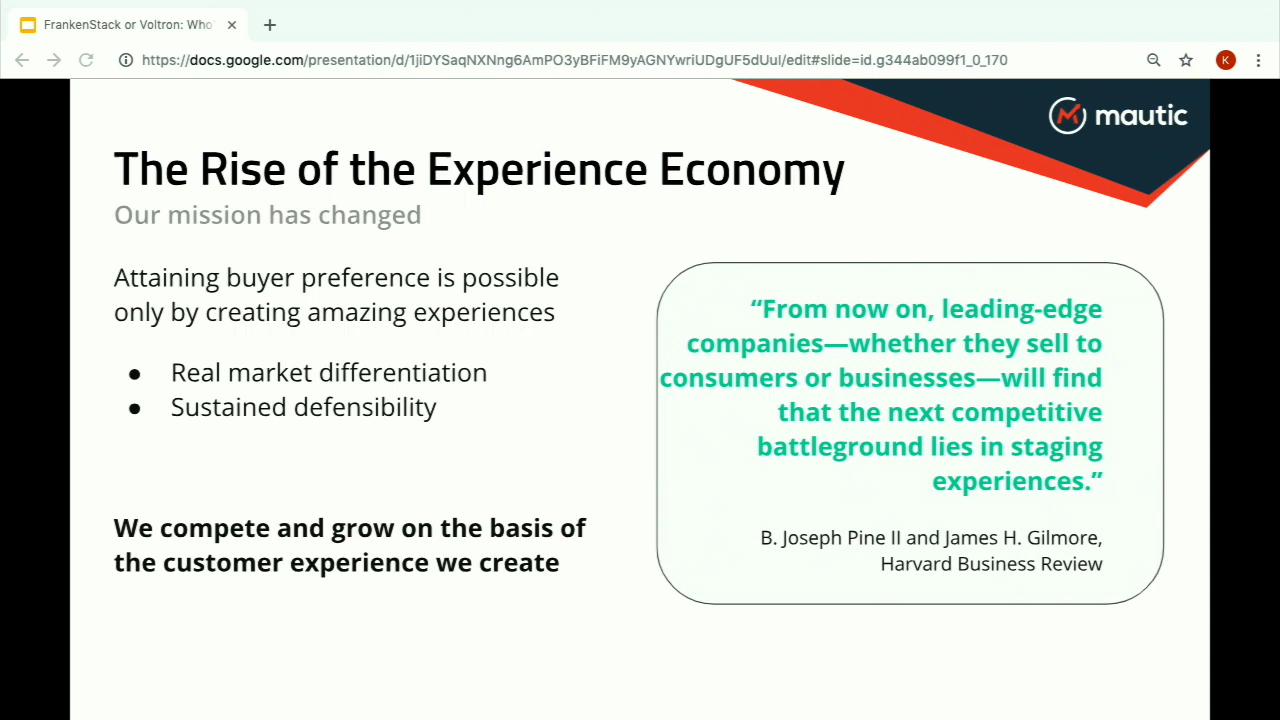 FrankenStack or Voltron: Who
https://docs.google.com/presentation/d/1jiDYSaqNXNng6AmPO3yBFiFM9yAGNYwriUDgUF5dUuI/edit#slide=id.g344ab099f1_0_170
K
mautic
The Rise of the Experience Economy
Our mission has changed
Attaining buyer preference is possible
only by creating amazing experiences
● Real market differentiation
● Sustained defensibility
We compete and grow on the basis of
the customer experience we create
“From now on, leading-edge
companies—whether they sell to
consumers or businesses—will find
that the next competitive
battleground lies in staging
experiences.”
B. Joseph Pine II and James H. Gilmore,
Harvard Business Review